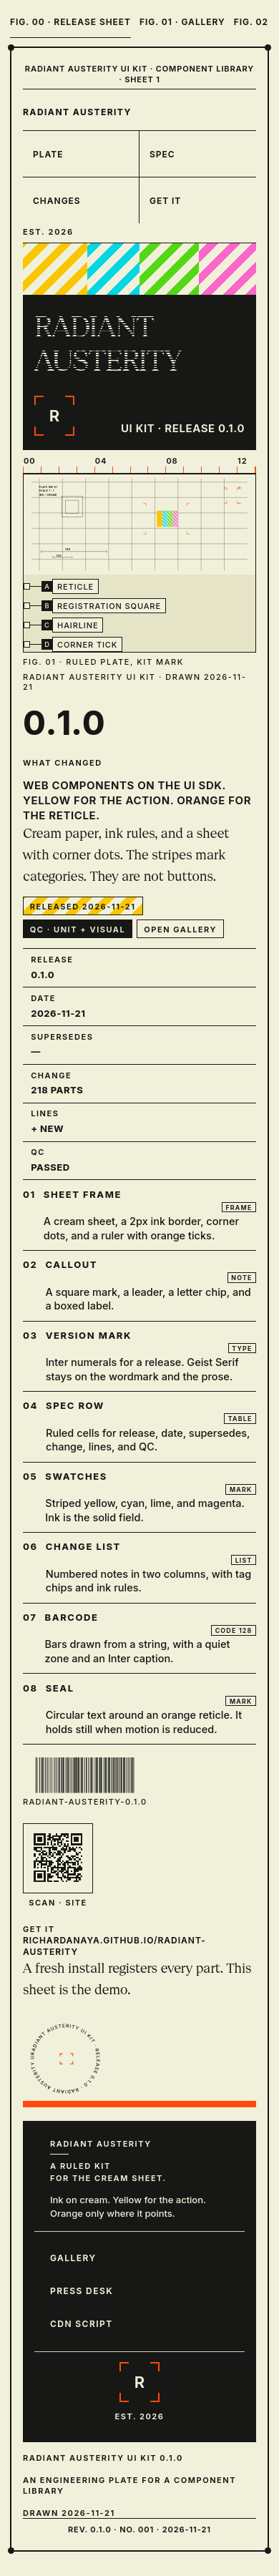 FIG. 00 · RELEASE SHEET FIG. 01 · GALLERY FIG. 02
RADIANT AUSTERITY UI KIT · COMPONENT LIBRARY
· SHEET 1
RADIANT AUSTERITY
PLATE SPEC
CHANGES GET IT
EST. 2026
RADIANT
AUSTERITY
R
UI KIT · RELEASE 0.1.0
00 04 08 12
A RETICLE
B REGISTRATION SQUARE
C HAIRLINE
D CORNER TICK
FIG. 01 · RULED PLATE, KIT MARK
RADIANT AUSTERITY UI KIT · DRAWN 2026-11-
21
0.1.0
WHAT CHANGED
WEB COMPONENTS ON THE UI SDK.
YELLOW FOR THE ACTION. ORANGE FOR
THE RETICLE.
Cream paper, ink rules, and a sheet
with corner dots. The stripes mark
categories. They are not buttons.
RELEASED 2026-11-21
QC · UNIT + VISUAL OPEN GALLERY
RELEASE
0.1.0
DATE
2026-11-21
SUPERSEDES
—
CHANGE
218 PARTS
LINES
+ NEW
QC
PASSED
01 SHEET FRAME
FRAME
A cream sheet, a 2px ink border, corner
dots, and a ruler with orange ticks.
02 CALLOUT
NOTE
A square mark, a leader, a letter chip, and
a boxed label.
03 VERSION MARK
TYPE
Inter numerals for a release. Geist Serif
stays on the wordmark and the prose.
04 SPEC ROW
TABLE
Ruled cells for release, date, supersedes,
change, lines, and QC.
05 SWATCHES
MARK
Striped yellow, cyan, lime, and magenta.
Ink is the solid field.
06 CHANGE LIST
LIST
Numbered notes in two columns, with tag
chips and ink rules.
07 BARCODE
CODE 128
Bars drawn from a string, with a quiet
zone and an Inter caption.
08 SEAL
MARK
Circular text around an orange reticle. It
holds still when motion is reduced.
RADIANT-AUSTERITY-0.1.0
SCAN · SITE
GET IT
RICHARDANAYA.GITHUB.IO/RADIANT-
AUSTERITY
A fresh install registers every part. This
sheet is the demo.
RADIANT AUSTERITY UI KIT · RELEASE 0.1.0 ·
RADIANT AUSTERITY
A RULED KIT
FOR THE CREAM SHEET.
Ink on cream. Yellow for the action.
Orange only where it points.
GALLERY
PRESS DESK
CDN SCRIPT
R
EST. 2026
RADIANT AUSTERITY UI KIT 0.1.0
AN ENGINEERING PLATE FOR A COMPONENT
LIBRARY
DRAWN 2026-11-21
REV. 0.1.0 · NO. 001 · 2026-11-21